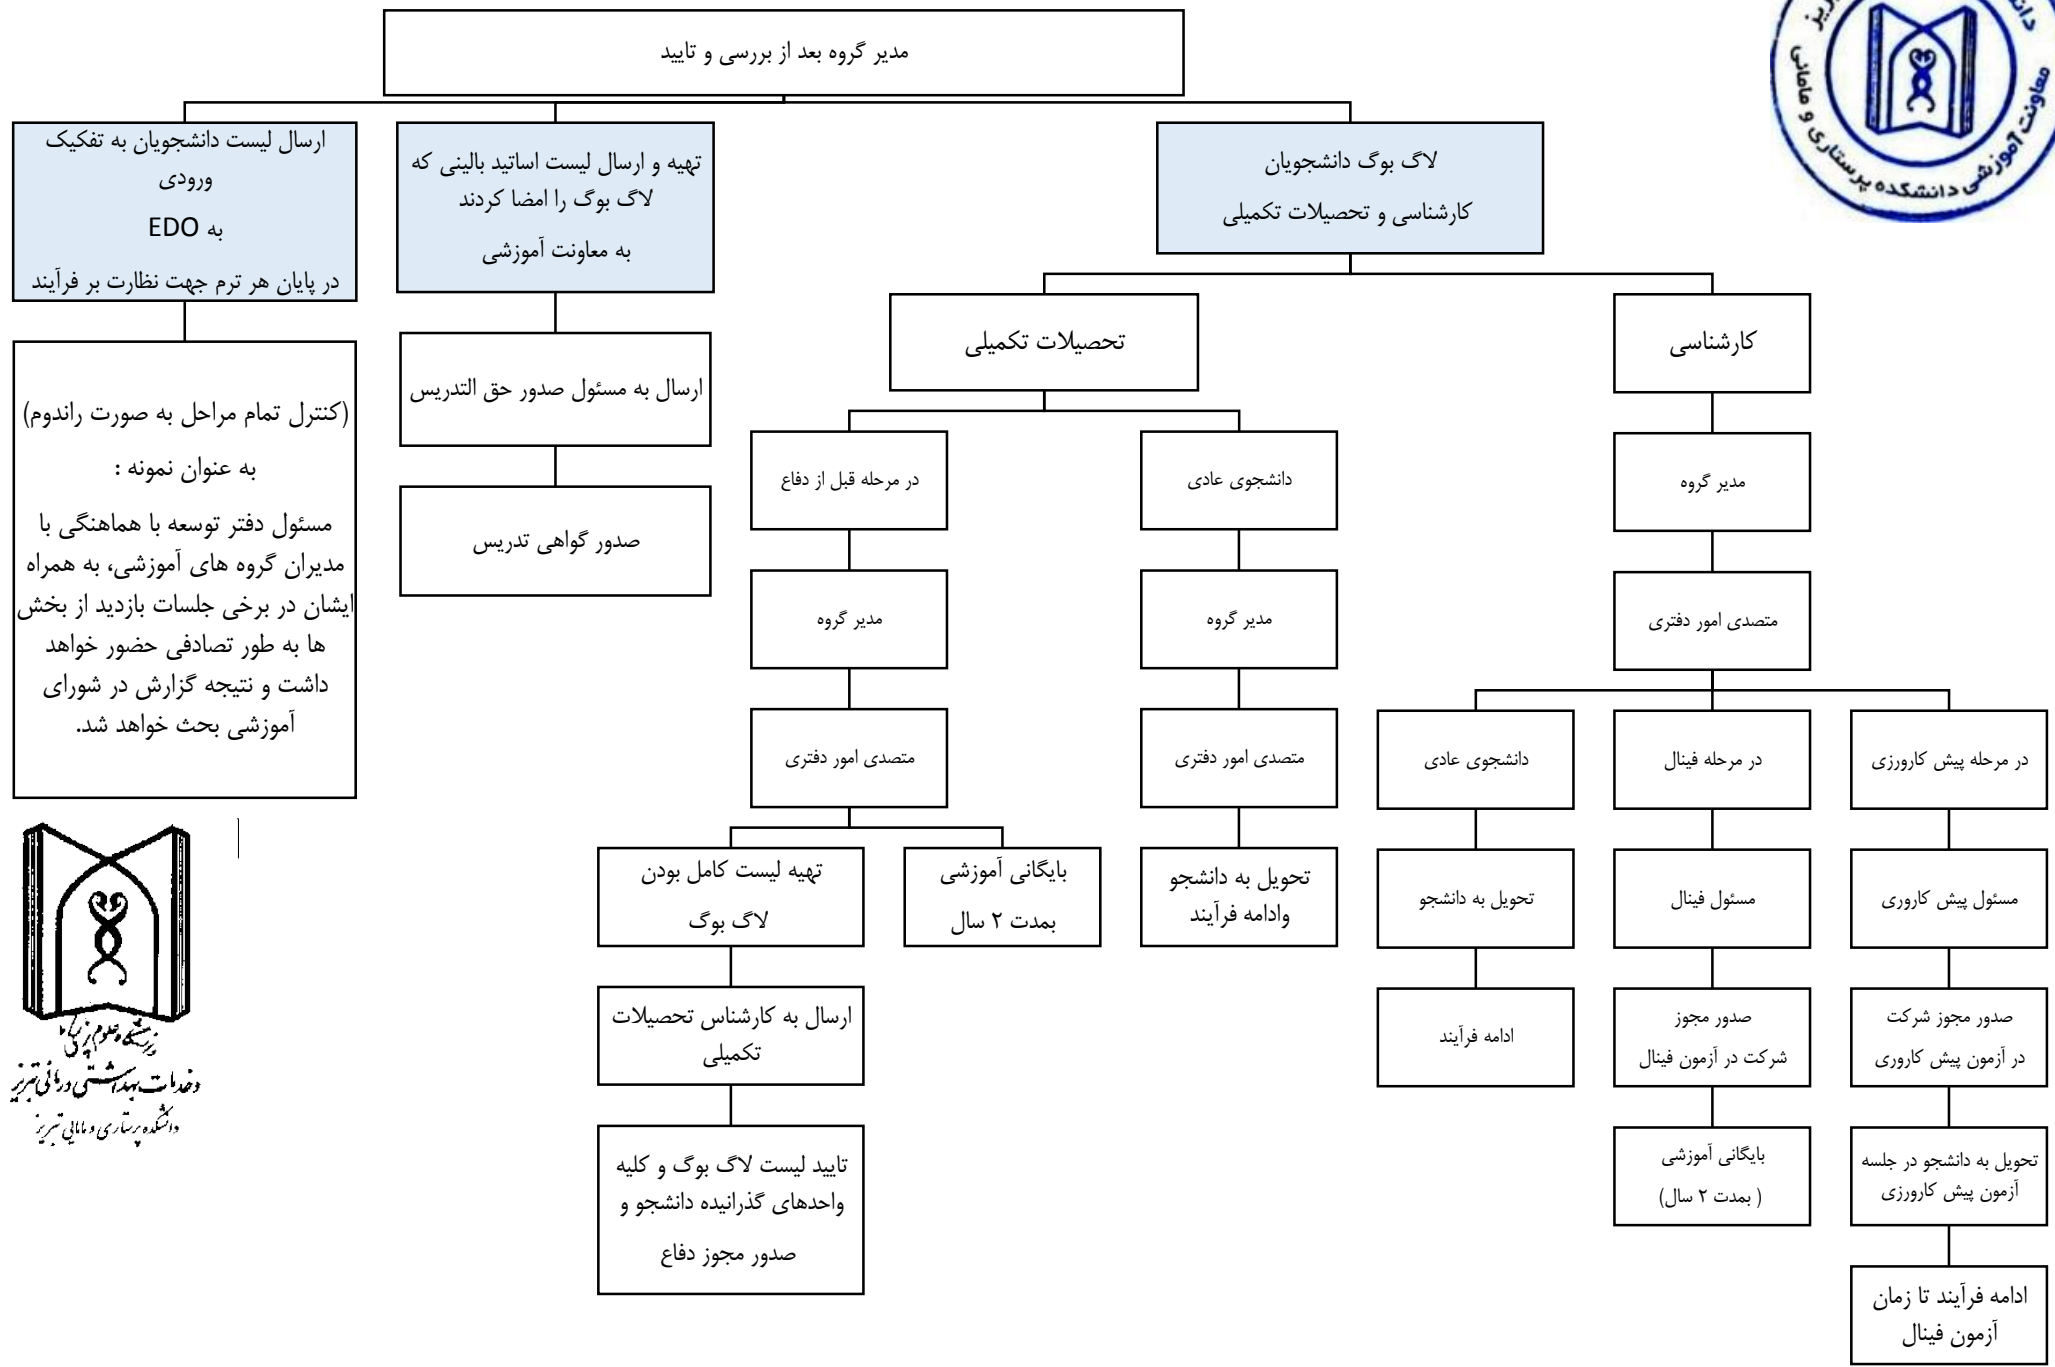 مدیر گروه بعد از بررسی و تایید
معاونت آموزشی دانشکده پرستاری و مامائی
لاگ بوگ دانشجویان
کارشناسی و تحصیلات تکمیلی
تهیه و ارسال لیست اساتید بالینی که
لاگ بوگ را امضا کردند
به معاونت آموزشی
ارسال لیست دانشجویان به تفکیک
ورودی
به EDO
در پایان هر ترم جهت نظارت بر فرآیند
کارشناسی
تحصیلات تکمیلی
ارسال به مسئول صدور حق التدریس
صدور گواهی تدریس
(کنترل تمام مراحل به صورت راندوم)
به عنوان نمونه :
مسئول دفتر توسعه با هماهنگی با
مدیران گروه های آموزشی، به همراه
ایشان در برخی جلسات بازدید از بخش
ها به طور تصادفی حضور خواهد
داشت و نتیجه گزارش در شورای
آموزشی بحث خواهد شد.
مدیر گروه
متصدی امور دفتری
در مرحله پیش کارورزی
مسئول پیش کاروری
صدور مجوز شرکت
در آزمون پیش کاروری
تحویل به دانشجو در جلسه
آزمون پیش کارورزی
ادامه فرآیند تا زمان
آزمون فینال
در مرحله فینال
مسئول فینال
صدور مجوز
شرکت در آزمون فینال
بایگانی آموزشی
( بمدت ۲ سال)
دانشجوی عادی
تحویل به دانشجو
ادامه فرآیند
دانشجوی عادی
مدیر گروه
متصدی امور دفتری
تحویل به دانشجو
وادامه فرآیند
در مرحله قبل از دفاع
مدیر گروه
متصدی امور دفتری
بایگانی آموزشی
بمدت ۲ سال
تهیه لیست کامل بودن
لاگ بوگ
ارسال به کارشناس تحصیلات
تکمیلی
تایید لیست لاگ بوگ و کلیه
واحدهای گذرانیده دانشجو و
صدور مجوز دفاع
وخدمات بهداشتی درمانی تبریز
دانشکده پرستاری و مامایی تبریز